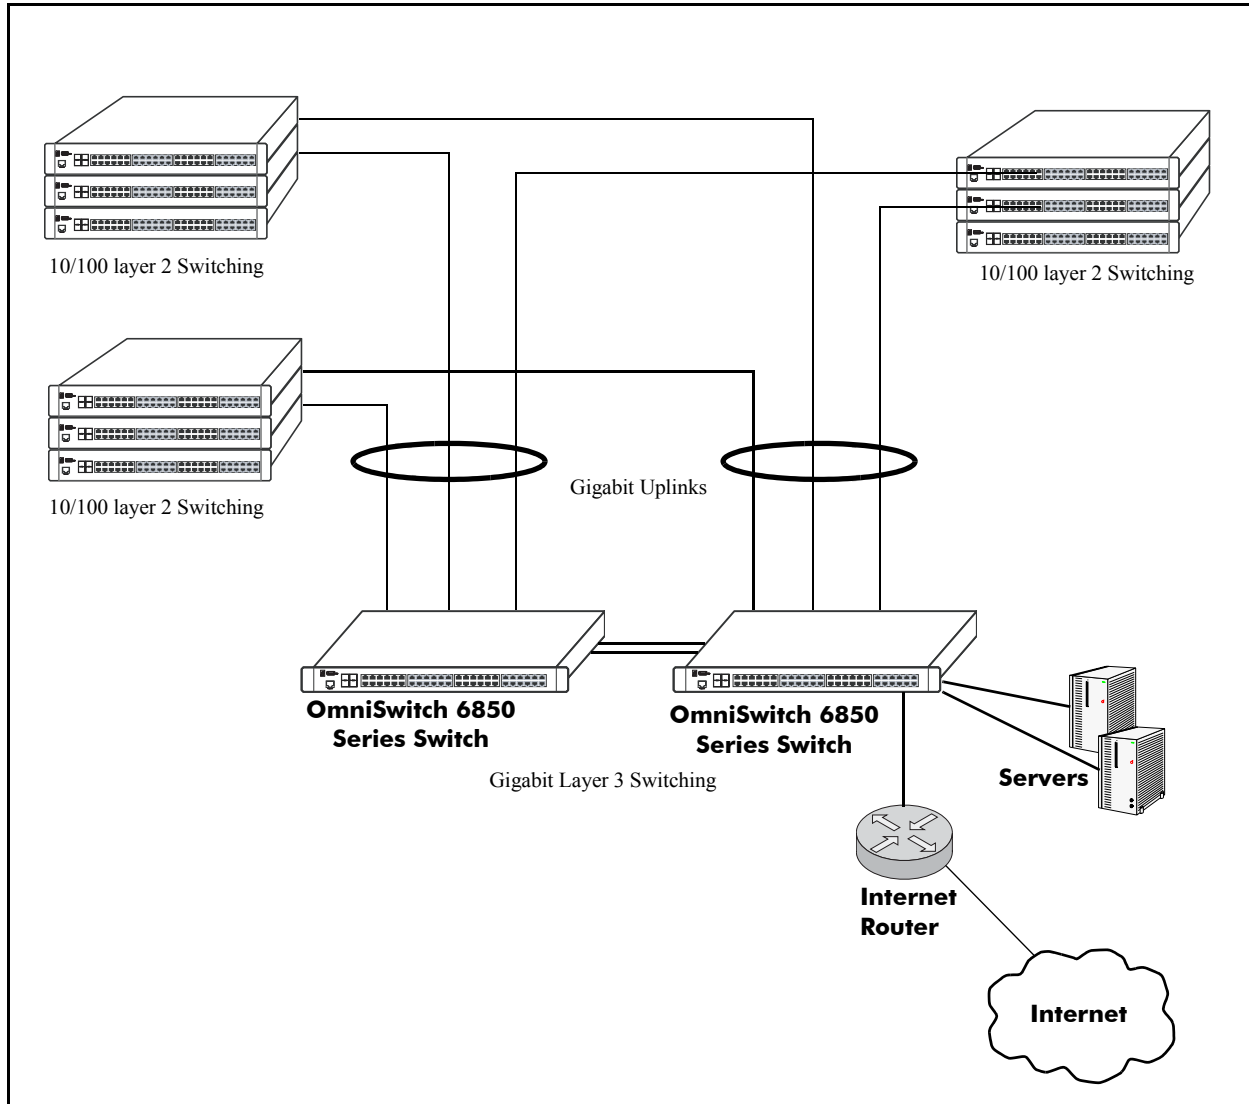 10/100 layer 2 Switching
10/100 layer 2 Switching
10/100 layer 2 Switching
Gigabit Uplinks
OmniSwitch 6850
Series Switch
OmniSwitch 6850
Series Switch
Gigabit Layer 3 Switching
Servers
Internet
Router
Internet